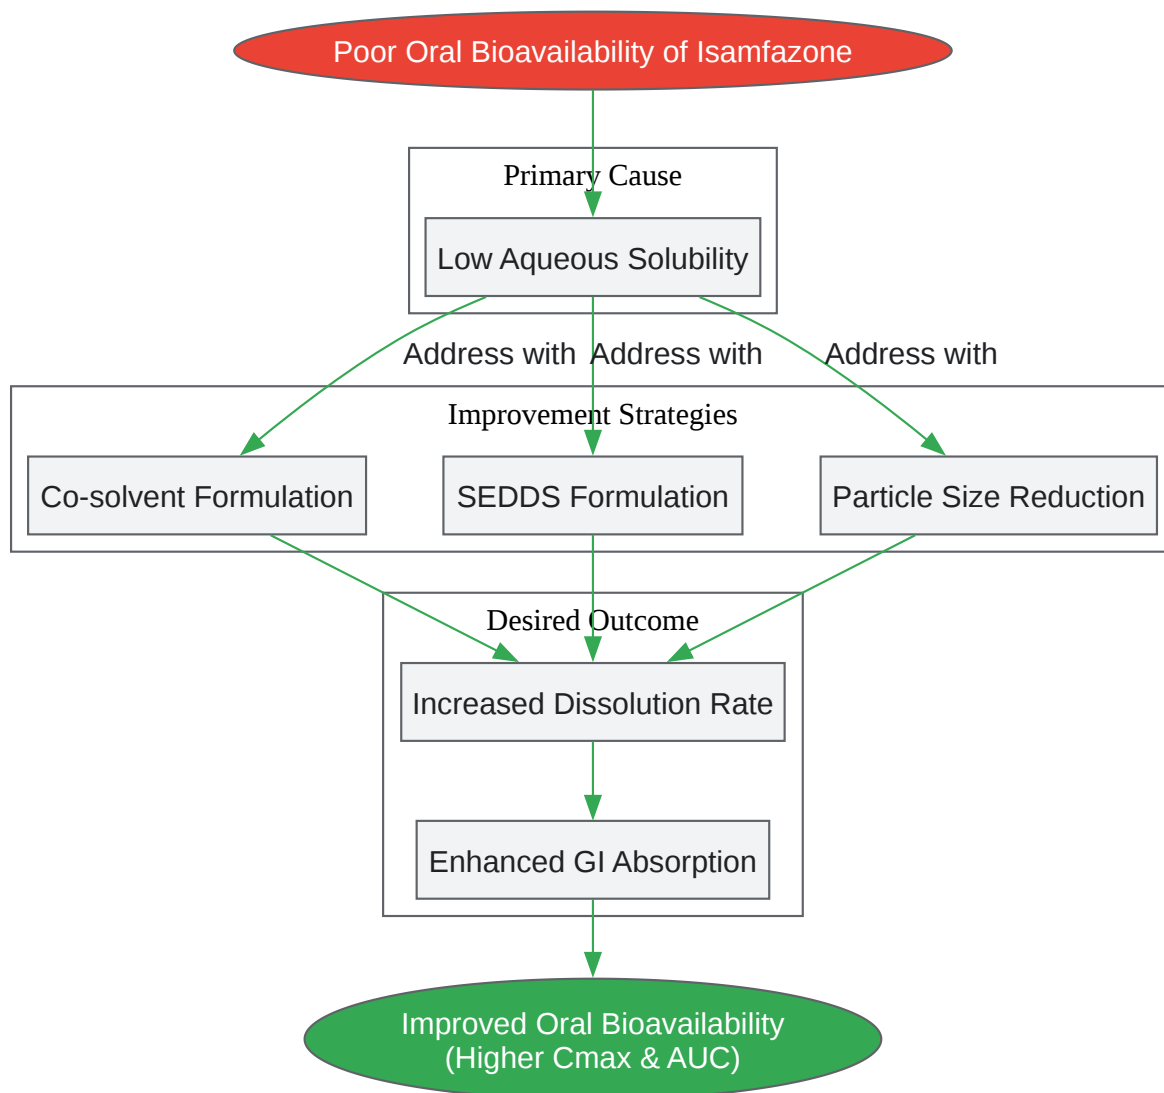 Poor Oral Bioavailability of Isamfazone
Primary Cause
Low Aqueous Solubility
Address with
Address with
Address with
Improvement Strategies
Co-solvent Formulation
SEDDS Formulation
Particle Size Reduction
Desired Outcome
Increased Dissolution Rate
Enhanced GI Absorption
Improved Oral Bioavailability
(Higher Cmax & AUC)